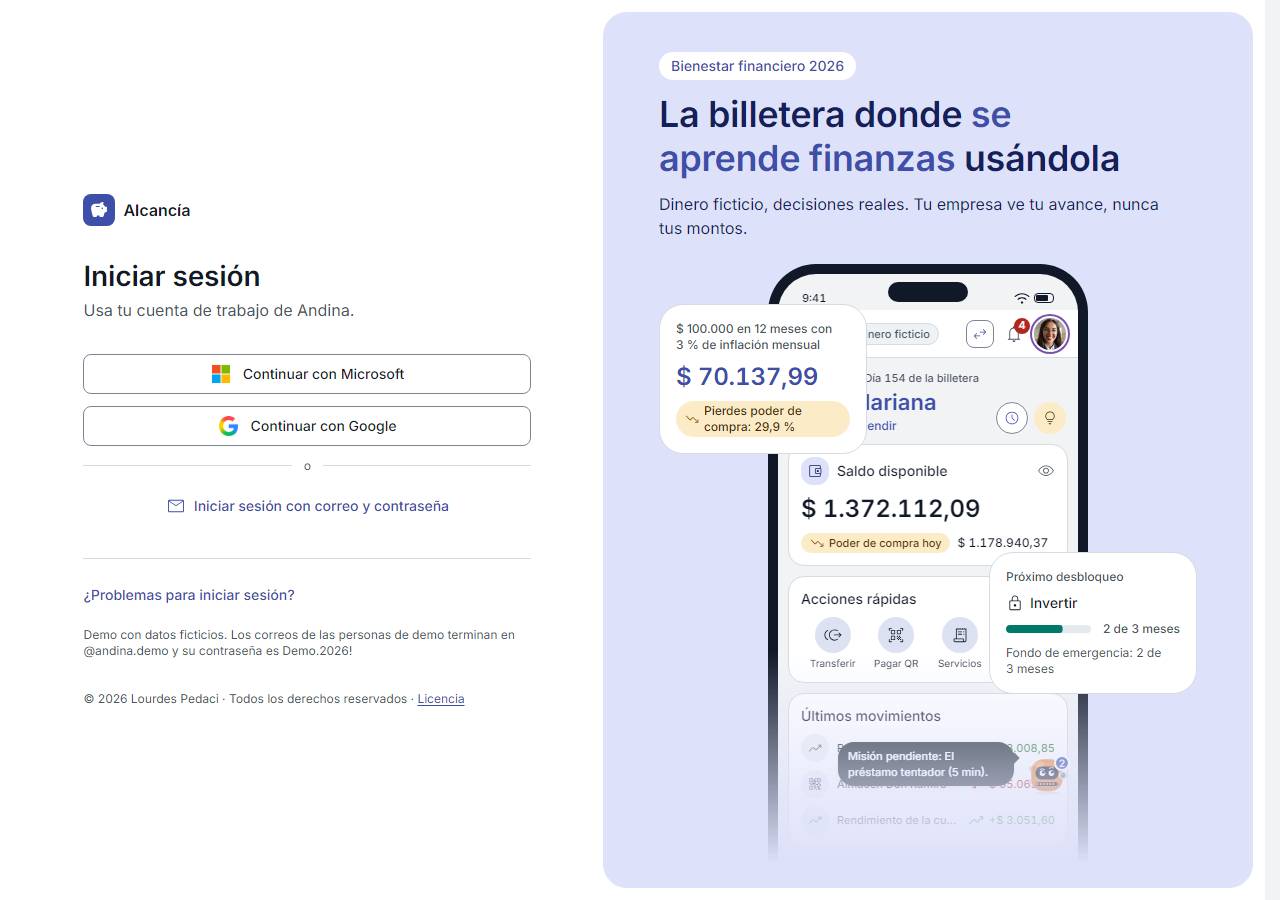 Alcancía
Iniciar sesión
Usa tu cuenta de trabajo de Andina.
Continuar con Microsoft
Continuar con Google
o
Iniciar sesión con correo y contraseña
¿Problemas para iniciar sesión?
Demo con datos ficticios. Los correos de las personas de demo terminan en
@andina.demo y su contraseña es Demo.2026!
© 2026 Lourdes Pedaci · Todos los derechos reservados · Licencia
Bienestar financiero 2026
La billetera donde se
aprende finanzas usándola
Dinero ficticio, decisiones reales. Tu empresa ve tu avance, nunca
tus montos.
9:41
$ 100.000 en 12 meses con
3 % de inflación mensual
$ 70.137,99
Pierdes poder de
compra: 29,9 %
ficticio
4
Día 154 de la billetera
Saldo disponible
$ 1.372.112,09
Poder de compra hoy
$ 1.178.940,37
Próximo desbloqueo
Invertir
2 de 3 meses
Fondo de emergencia: 2 de
3 meses
Acciones rápidas
Transferir
Pagar QR
Servicios
Últimos movimientos
Misión pendiente: El
préstamo tentador (5 min).
2
Rendimiento de la cu...
+$ 3.051,60